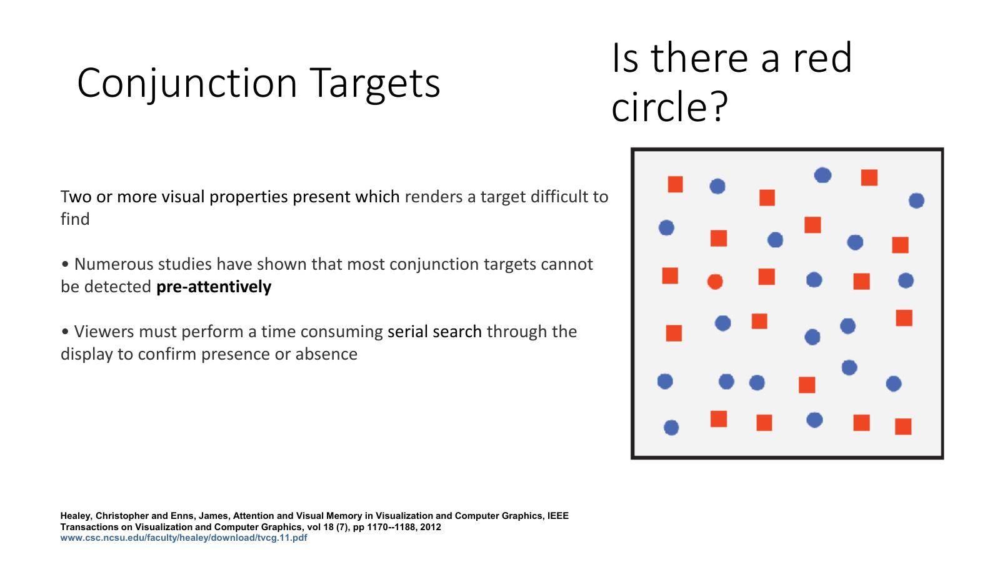 Conjunction Targets
Is there a red
circle?
Two or more visual properties present which renders a target difficult to
find
• Numerous studies have shown that most conjunction targets cannot
be detected pre-attentively
• Viewers must perform a time consuming serial search through the
display to confirm presence or absence
Healey, Christopher and Enns, James, Attention and Visual Memory in Visualization and Computer Graphics, IEEE
Transactions on Visualization and Computer Graphics, vol 18 (7), pp 1170--1188, 2012
www.csc.ncsu.edu/faculty/healey/download/tvcg.11.pdf